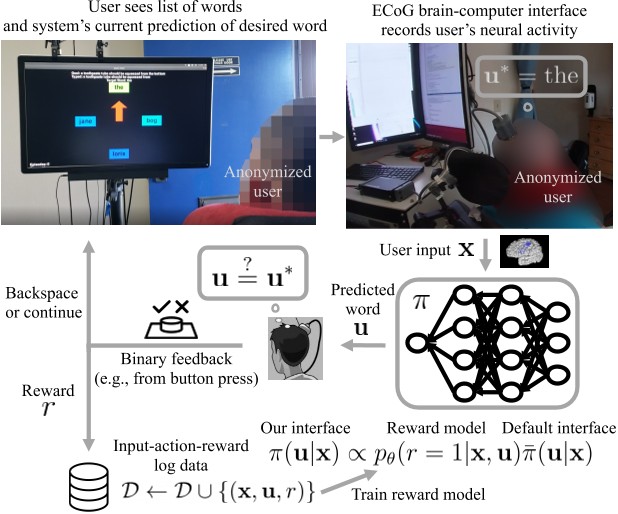 User sees list of words
and system's current prediction of desired word
ECoG brain-computer interface
records user's neural activity
the
jane
beg
Anonymized
user
u* = the
Anonymized
user
User input x
Backspace
or continue
u ?= u*
Predicted
word
u
π
Binary feedback
(e.g., from button press)
Reward
r
Input-action-reward
log data
Our interface
Reward model
Default interface
π(u|x) ∝ pθ(r = 1|x, u)π̄(u|x)
D ← D ∪ {(x, u, r)}
Train reward model